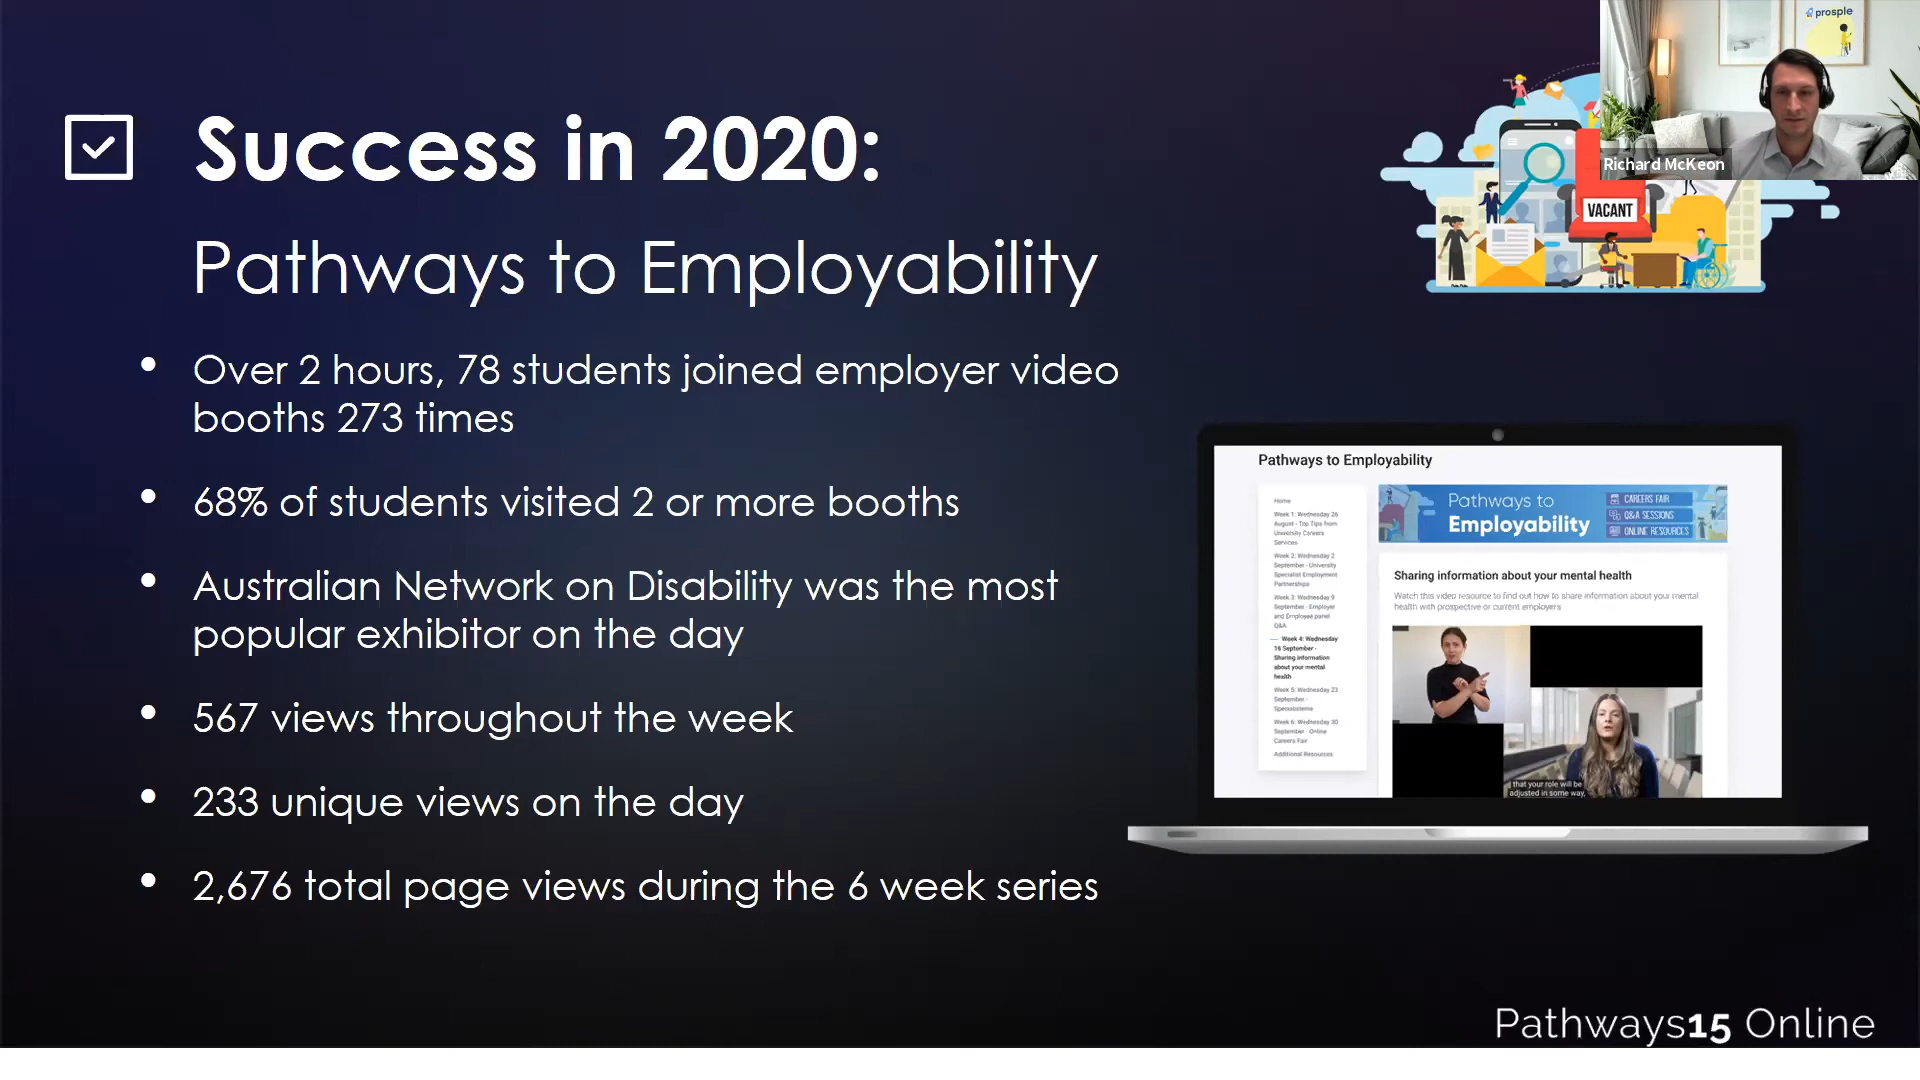 prosple
Richard McKeon
Success in 2020:
VACANT
Pathways to Employability
• Over 2 hours, 78 students joined employer video
booths 273 times
• 68% of students visited 2 or more booths
• Australian Network on Disability was the most
popular exhibitor on the day
• 567 views throughout the week
• 233 unique views on the day
• 2,676 total page views during the 6 week series
Pathways to Employability
Home
Week 1: Wednesday 26
August - Top Tips from
University Careers
Services
Week 2: Wednesday 2
September - University
Specialist Employment
Partnerships
Week 3: Wednesday 9
September - Employer
and Employee panel
Q&A
Week 4: Wednesday
16 September -
Sharing information
about your mental
health
Week 5: Wednesday 23
September -
Week 6: Wednesday 30
September - Online
Careers Fair
Additional Resources
Pathways to
Employability
CAREERS FAIR
Q&A SESSIONS
ONLINE RESOURCES
Sharing information about your mental health
Watch this video resource to find out how to share information about your mental
health with prospective or current employers
that your role will be
adjusted in some way,
Pathways15 Online